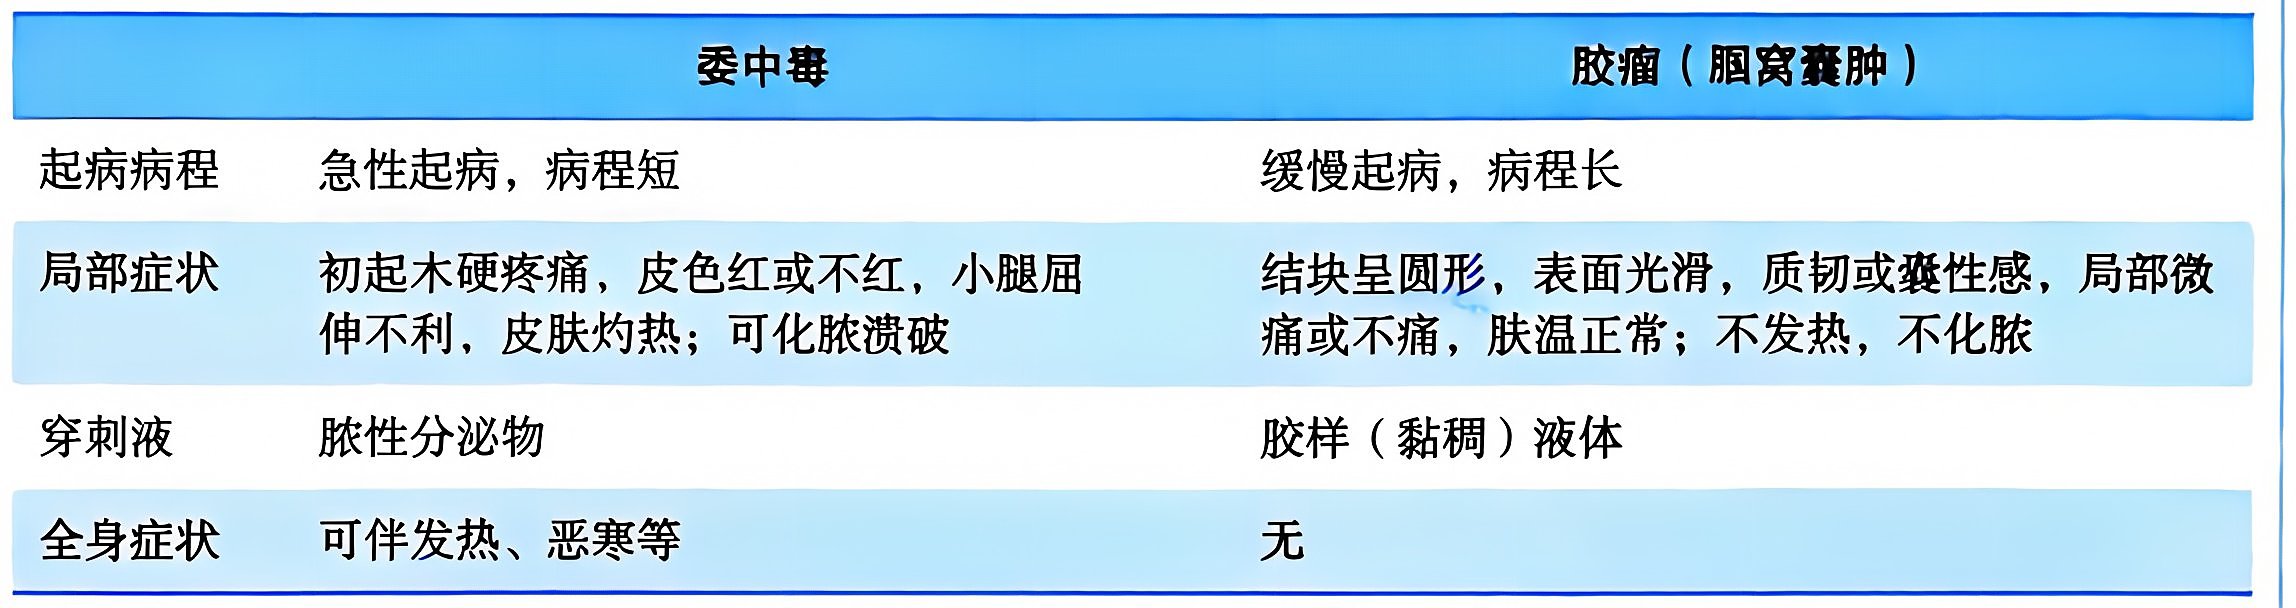 委中毒 胶瘤（腘窝囊肿）
起病病程 急性起病，病程短 缓慢起病，病程长
局部症状 初起木硬疼痛，皮色红或不红，小腿屈 结块呈圆形，表面光滑，质韧或囊性感，局部微
伸不利，皮肤灼热；可化脓溃破 痛或不痛，肤温正常；不发热，不化脓
穿刺液 脓性分泌物 胶样（黏稠）液体
全身症状 可伴发热、恶寒等 无